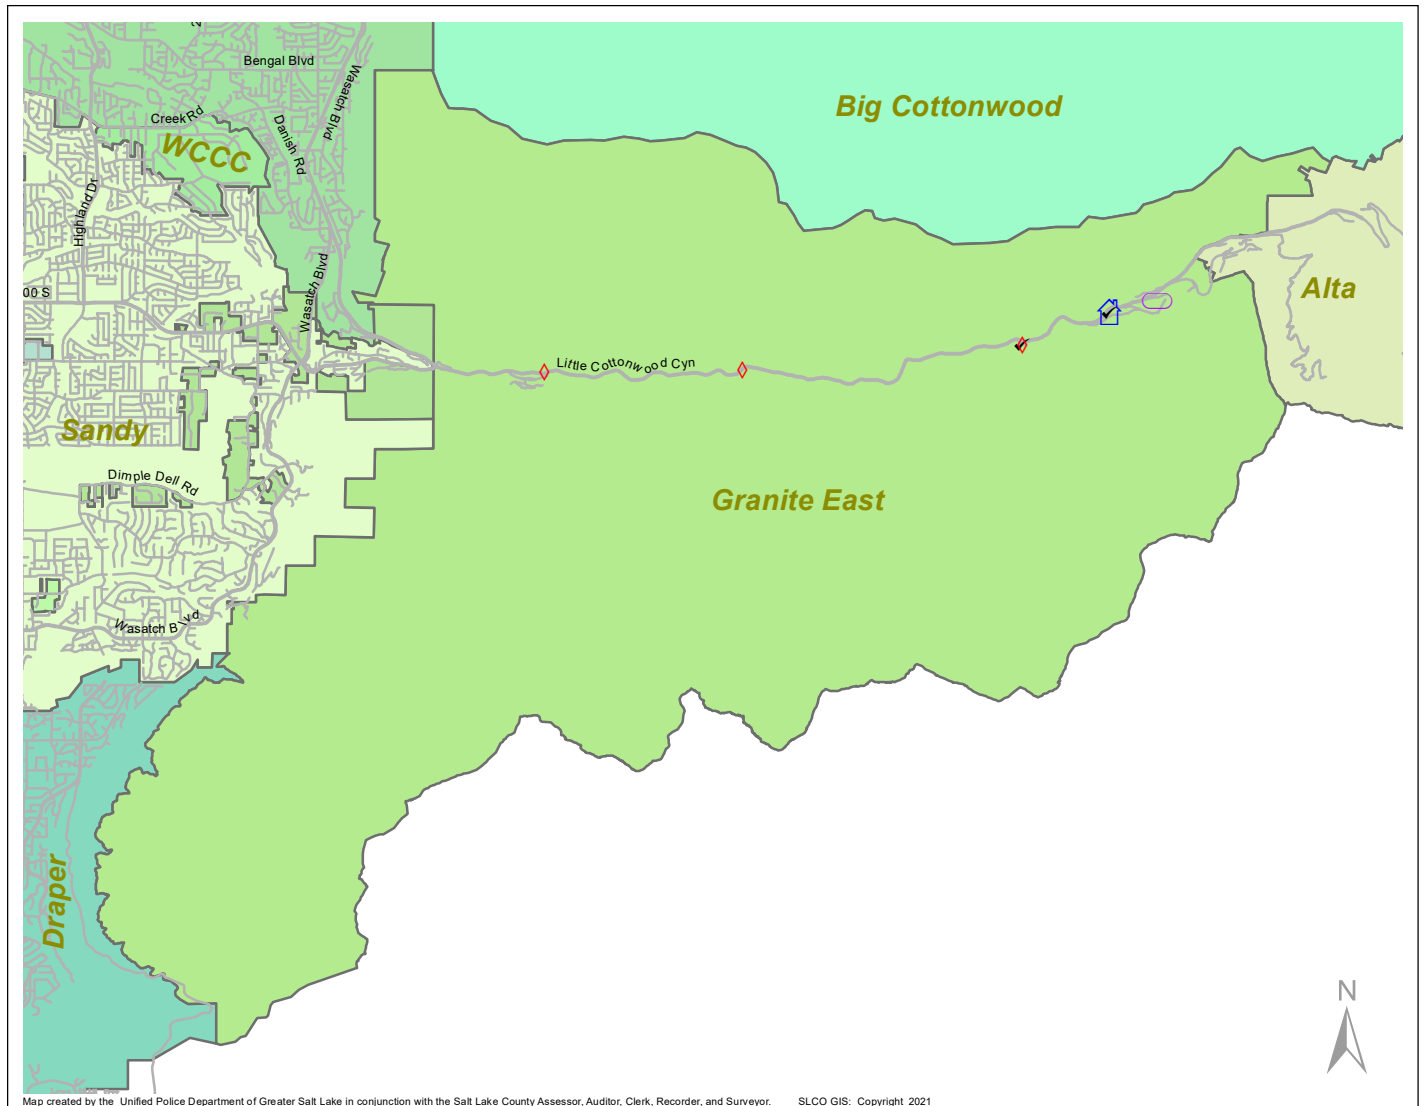 Bengal Blvd
Wasatch Blvd
Big Cottonwood
Creek Rd
Danish Rd
WCCC
Highland Dr
Wasatch Blvd
00 S
Alta
Little Cottonwood Cyn
Sandy
Dimple Dell Rd
Granite East
Wasatch Blvd
Draper
N
Map created by the Unified Police Department of Greater Salt Lake in conjunction with the Salt Lake County Assessor, Auditor, Clerk, Recorder, and Surveyor. SLCO GIS: Copyright 2021